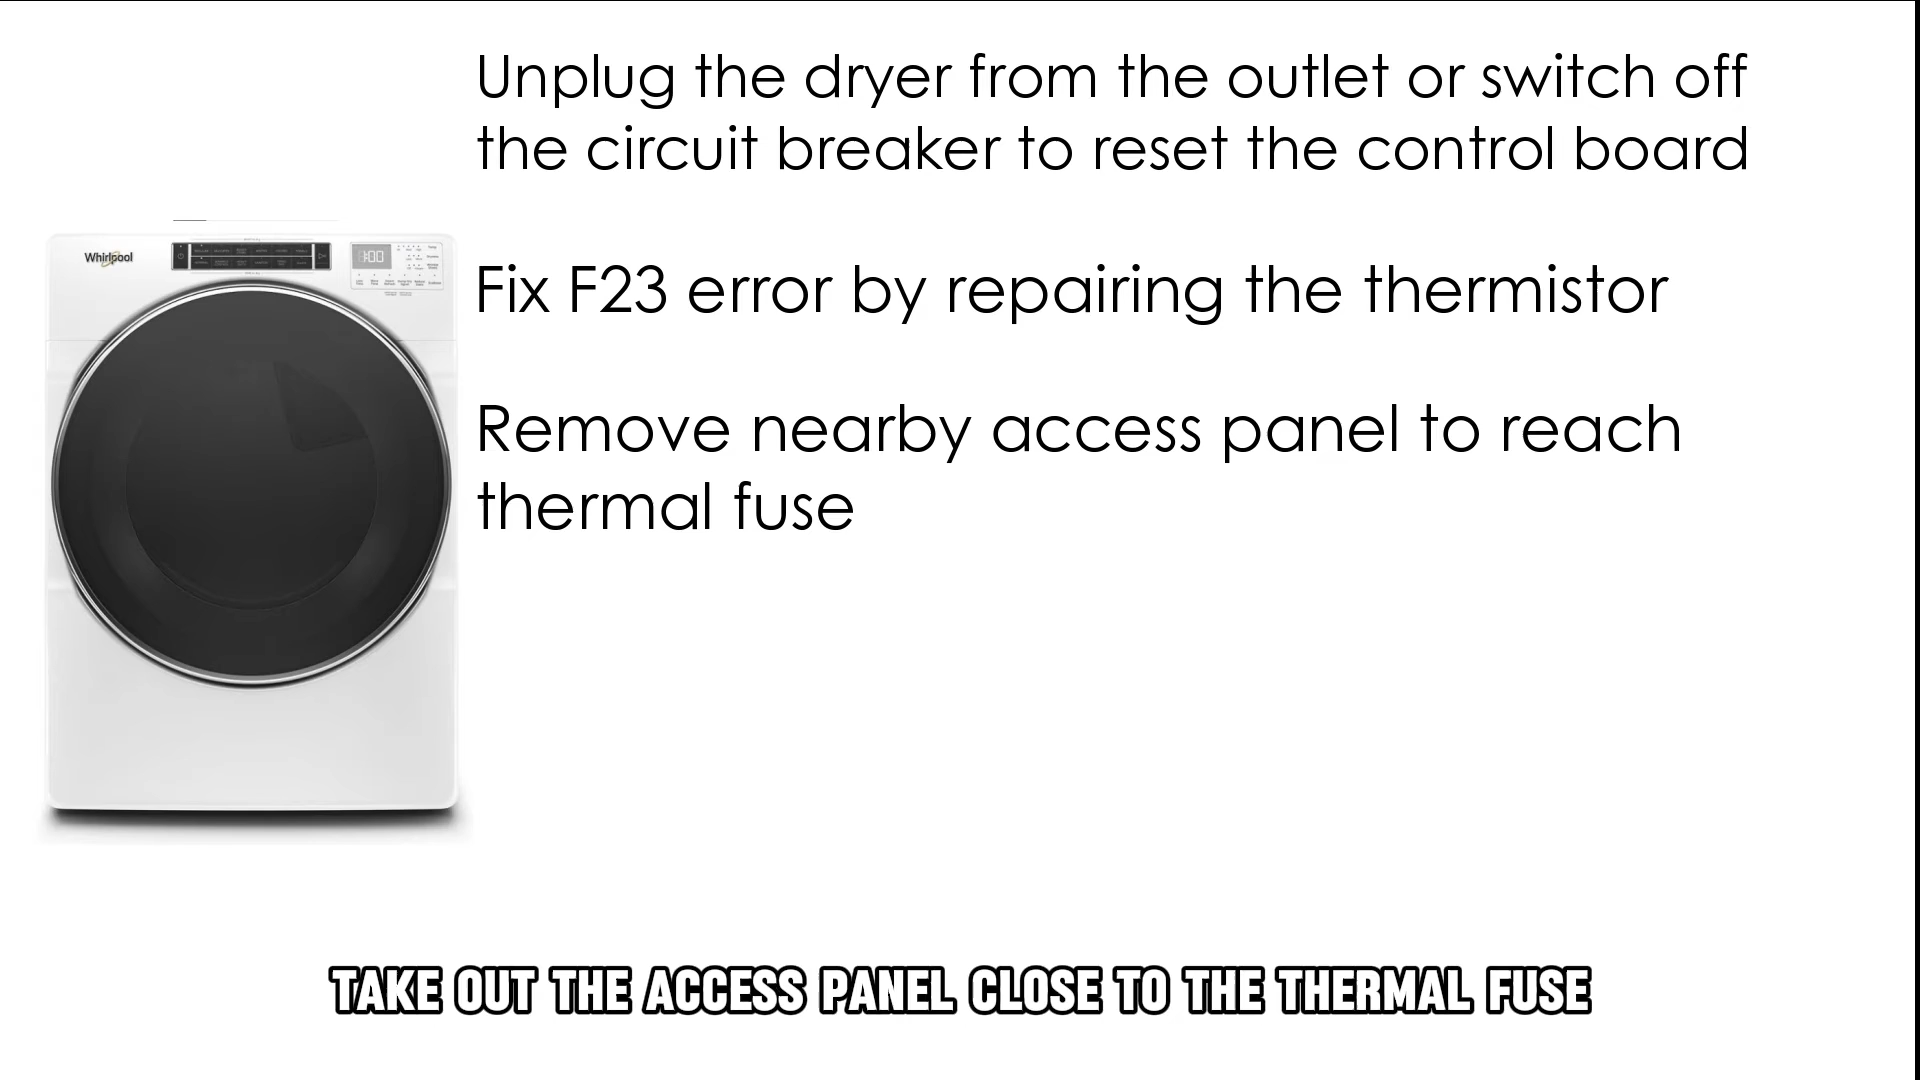 Unplug the dryer from the outlet or switch off
the circuit breaker to reset the control board
Whirlpool
Fix F23 error by repairing the thermistor
Remove nearby access panel to reach
thermal fuse
TAKE OUT THE ACCESS PANEL CLOSE TO THE THERMAL FUSE